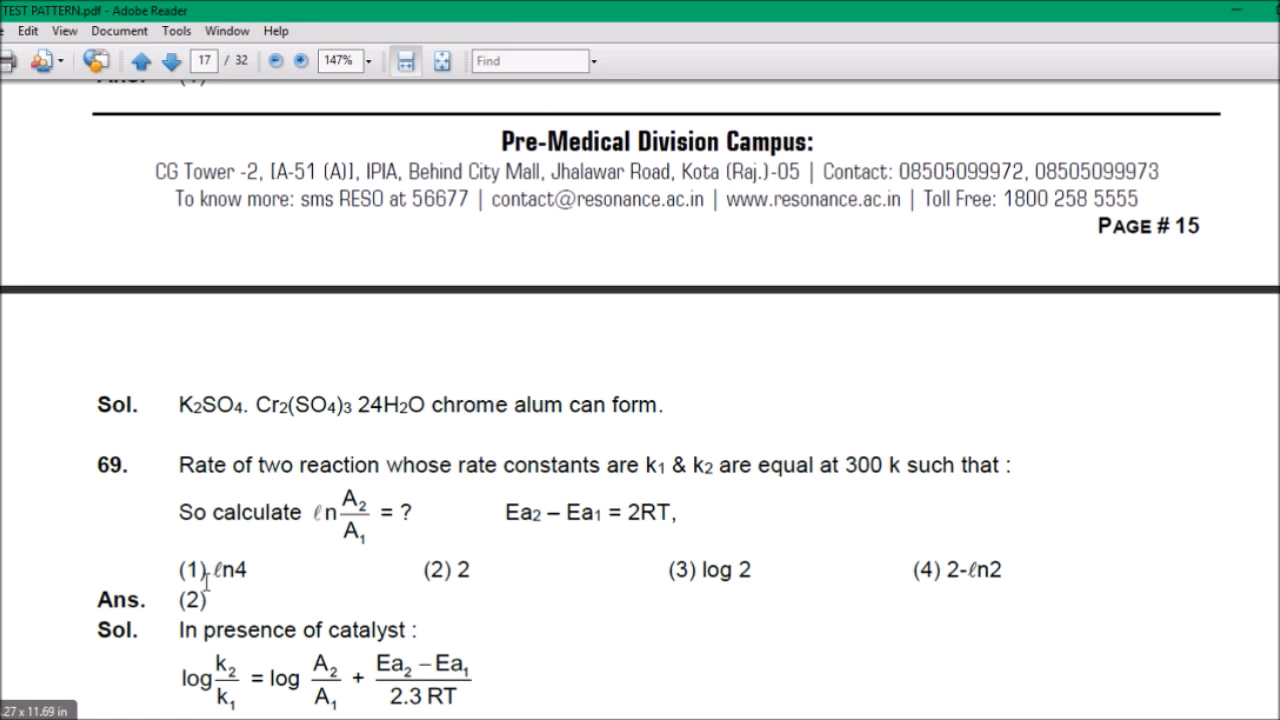 TEST PATTERN.pdf - Adobe Reader
Edit View Document Tools Window Help
17 / 32 147% Find
Pre-Medical Division Campus:
CG Tower -2, [A-51 (A)], IPIA, Behind City Mall, Jhalawar Road, Kota (Raj.)-05 | Contact: 08505099972, 08505099973
To know more: sms RESO at 56677 | contact@resonance.ac.in | www.resonance.ac.in | Toll Free: 1800 258 5555
PAGE # 15
Sol. K₂SO₄. Cr₂(SO₄)₃ 24H₂O chrome alum can form.
69. Rate of two reaction whose rate constants are k₁ & k₂ are equal at 300 k such that :
So calculate ℓn A₂/A₁ = ? Ea₂ – Ea₁ = 2RT,
(1) ℓn4 (2) 2 (3) log 2 (4) 2-ℓn2
Ans. (2)
Sol. In presence of catalyst :
log k₂/k₁ = log A₂/A₁ + Ea₂ – Ea₁/2.3 RT
.27 x 11.69 in